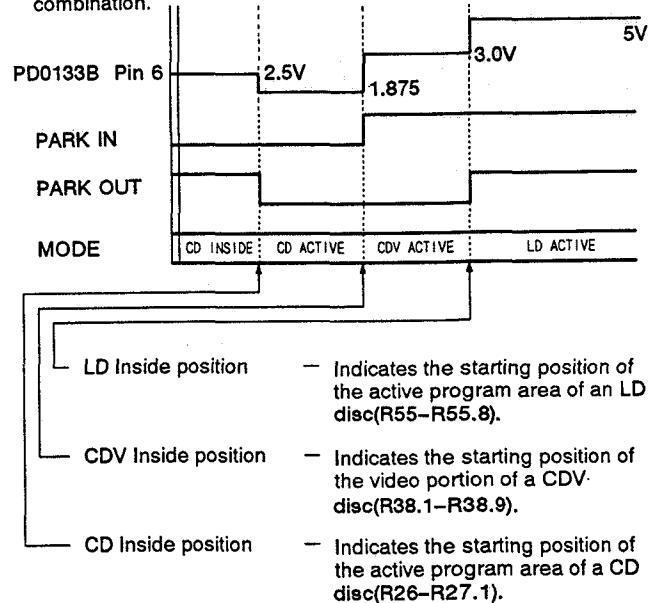 combination.
5V
3.0V
PD0133B Pin 6
2.5V
1.875
PARK IN
PARK OUT
MODE
CD INSIDE
CD ACTIVE
CDV ACTIVE
LD ACTIVE
LD Inside position — Indicates the starting position of
the active program area of an LD
disc(R55–R55.8).
CDV Inside position — Indicates the starting position of
the video portion of a CDV
disc(R38.1–R38.9).
CD Inside position — Indicates the starting position of
the active program area of a CD
disc(R26–R27.1).